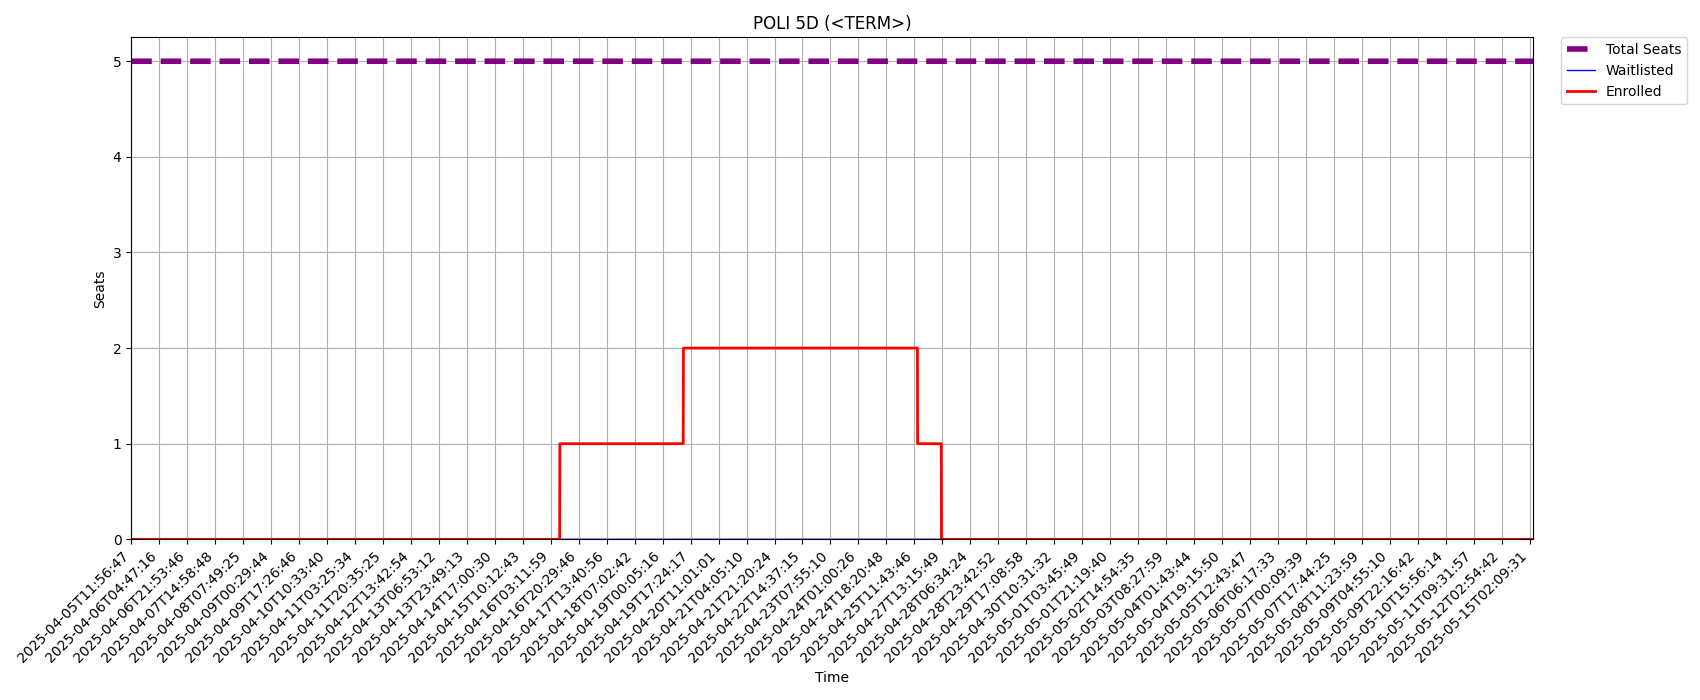 POLI 5D (<TERM>)
Total Seats
Waitlisted
Enrolled
5
4
3
2
1
0
Seats
2025-04-05T11:56:47
2025-04-06T04:47:16
2025-04-06T21:53:46
2025-04-07T14:58:48
2025-04-08T07:49:25
2025-04-09T00:29:44
2025-04-09T17:26:46
2025-04-10T10:33:40
2025-04-11T03:25:34
2025-04-11T20:35:25
2025-04-12T13:42:54
2025-04-13T06:53:12
2025-04-13T23:49:13
2025-04-14T17:00:30
2025-04-15T10:12:43
2025-04-16T03:11:59
2025-04-16T20:29:46
2025-04-17T13:40:56
2025-04-18T07:02:42
2025-04-19T00:05:16
2025-04-19T17:24:17
2025-04-20T11:01:01
2025-04-21T04:05:10
2025-04-21T21:20:24
2025-04-22T14:37:15
2025-04-23T07:55:10
2025-04-24T01:00:26
2025-04-24T18:20:48
2025-04-25T11:43:46
2025-04-27T13:15:49
2025-04-28T06:34:24
2025-04-28T23:42:52
2025-04-29T17:08:58
2025-04-30T10:31:32
2025-05-01T03:45:49
2025-05-01T21:19:40
2025-05-02T14:54:35
2025-05-03T08:27:59
2025-05-04T01:43:44
2025-05-04T19:15:50
2025-05-05T12:43:47
2025-05-06T06:17:33
2025-05-07T00:09:39
2025-05-07T17:44:25
2025-05-08T11:23:59
2025-05-09T04:55:10
2025-05-09T22:16:42
2025-05-10T15:56:14
2025-05-11T09:31:57
2025-05-12T02:54:42
2025-05-15T02:09:31
Time